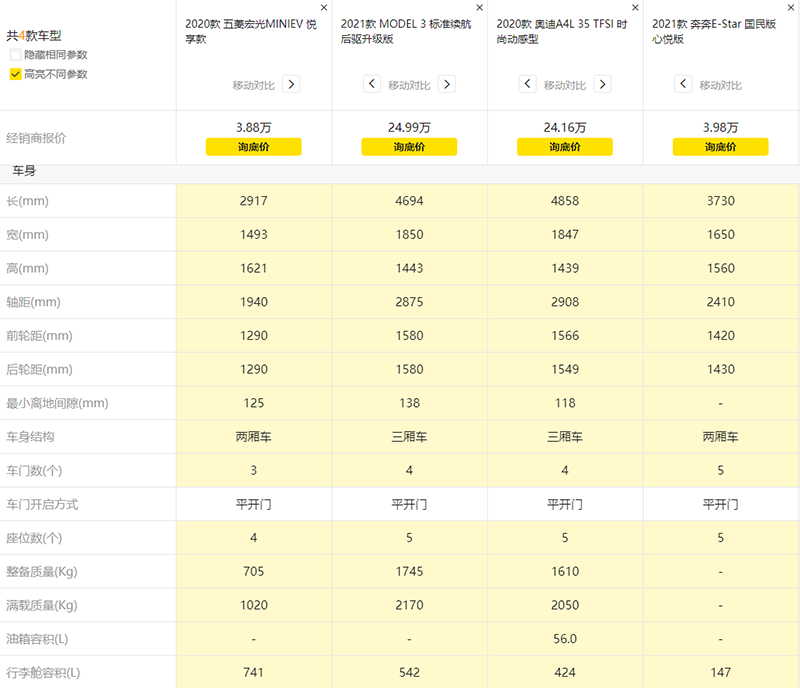 共4款车型
隐藏相同参数
高亮不同参数
2020款 五菱宏光MINIEV 悦
享款
移动对比
2021款 MODEL 3 标准续航
后驱升级版
移动对比
2020款 奥迪A4L 35 TFSI 时
尚动感型
移动对比
2021款 奔奔E-Star 国民版
心悦版
移动对比
经销商报价 3.88万 24.99万 24.16万 3.98万
询底价 询底价 询底价 询底价
车身
长(mm) 2917 4694 4858 3730
宽(mm) 1493 1850 1847 1650
高(mm) 1621 1443 1439 1560
轴距(mm) 1940 2875 2908 2410
前轮距(mm) 1290 1580 1566 1420
后轮距(mm) 1290 1580 1549 1430
最小离地间隙(mm) 125 138 118 -
车身结构 两厢车 三厢车 三厢车 两厢车
车门数(个) 3 4 4 5
车门开启方式 平开门 平开门 平开门 平开门
座位数(个) 4 5 5 5
整备质量(Kg) 705 1745 1610 -
满载质量(Kg) 1020 2170 2050 -
油箱容积(L) - - 56.0 -
行李舱容积(L) 741 542 424 147